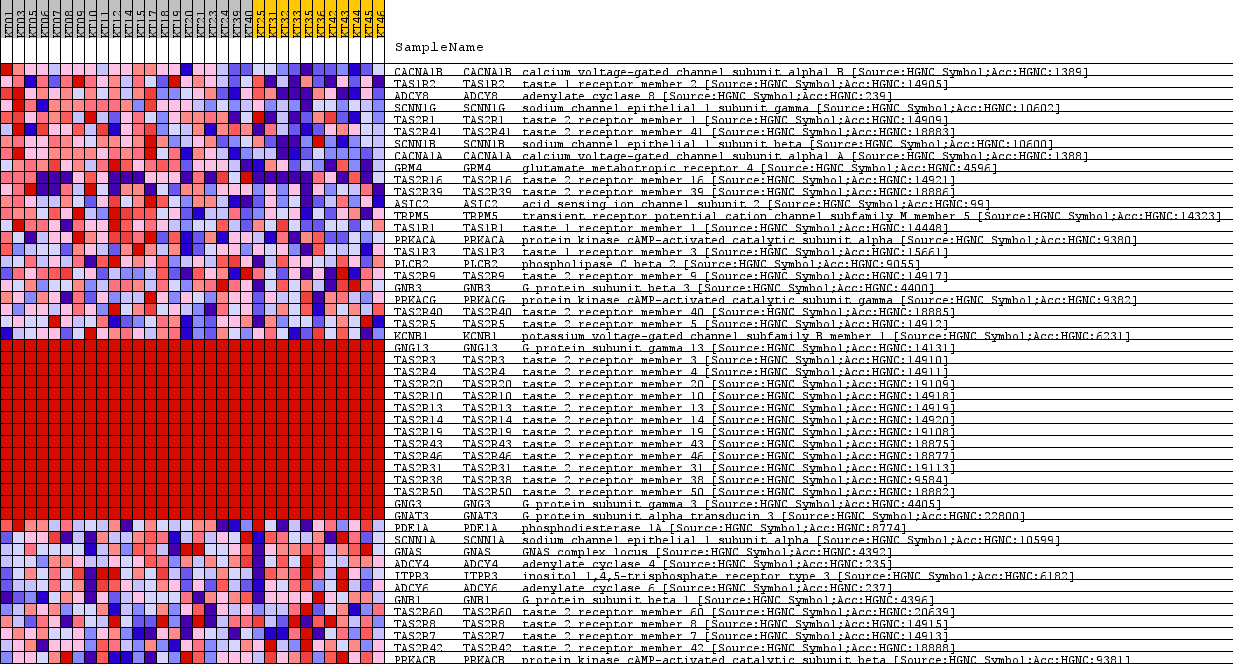 KT01 KT03 KT05 KT06 KT07 KT08 KT09 KT10 KT11 KT12 KT14 KT15 KT17 KT18 KT19 KT20 KT21 KT23 KT24 KT39 KT40 KT25 KT31 KT32 KT33 KT35 KT36 KT42 KT43 KT44 KT45 KT46
SampleName
CACNA1B CACNA1B calcium voltage-gated channel subunit alpha1 B [Source:HGNC Symbol;Acc:HGNC:1389]
TAS1R2 TAS1R2 taste 1 receptor member 2 [Source:HGNC Symbol;Acc:HGNC:14905]
ADCY8 ADCY8 adenylate cyclase 8 [Source:HGNC Symbol;Acc:HGNC:239]
SCNN1G SCNN1G sodium channel epithelial 1 subunit gamma [Source:HGNC Symbol;Acc:HGNC:10602]
TAS2R1 TAS2R1 taste 2 receptor member 1 [Source:HGNC Symbol;Acc:HGNC:14909]
TAS2R41 TAS2R41 taste 2 receptor member 41 [Source:HGNC Symbol;Acc:HGNC:18883]
SCNN1B SCNN1B sodium channel epithelial 1 subunit beta [Source:HGNC Symbol;Acc:HGNC:10600]
CACNA1A CACNA1A calcium voltage-gated channel subunit alpha1 A [Source:HGNC Symbol;Acc:HGNC:1388]
GRM4 GRM4 glutamate metabotropic receptor 4 [Source:HGNC Symbol;Acc:HGNC:4596]
TAS2R16 TAS2R16 taste 2 receptor member 16 [Source:HGNC Symbol;Acc:HGNC:14921]
TAS2R39 TAS2R39 taste 2 receptor member 39 [Source:HGNC Symbol;Acc:HGNC:18886]
ASIC2 ASIC2 acid sensing ion channel subunit 2 [Source:HGNC Symbol;Acc:HGNC:99]
TRPM5 TRPM5 transient receptor potential cation channel subfamily M member 5 [Source:HGNC Symbol;Acc:HGNC:14323]
TAS1R1 TAS1R1 taste 1 receptor member 1 [Source:HGNC Symbol;Acc:HGNC:14448]
PRKACA PRKACA protein kinase cAMP-activated catalytic subunit alpha [Source:HGNC Symbol;Acc:HGNC:9380]
TAS1R3 TAS1R3 taste 1 receptor member 3 [Source:HGNC Symbol;Acc:HGNC:15661]
PLCB2 PLCB2 phospholipase C beta 2 [Source:HGNC Symbol;Acc:HGNC:9055]
TAS2R9 TAS2R9 taste 2 receptor member 9 [Source:HGNC Symbol;Acc:HGNC:14917]
GNB3 GNB3 G protein subunit beta 3 [Source:HGNC Symbol;Acc:HGNC:4400]
PRKACG PRKACG protein kinase cAMP-activated catalytic subunit gamma [Source:HGNC Symbol;Acc:HGNC:9382]
TAS2R40 TAS2R40 taste 2 receptor member 40 [Source:HGNC Symbol;Acc:HGNC:18885]
TAS2R5 TAS2R5 taste 2 receptor member 5 [Source:HGNC Symbol;Acc:HGNC:14912]
KCNB1 KCNB1 potassium voltage-gated channel subfamily B member 1 [Source:HGNC Symbol;Acc:HGNC:6231]
GNG13 GNG13 G protein subunit gamma 13 [Source:HGNC Symbol;Acc:HGNC:14131]
TAS2R3 TAS2R3 taste 2 receptor member 3 [Source:HGNC Symbol;Acc:HGNC:14910]
TAS2R4 TAS2R4 taste 2 receptor member 4 [Source:HGNC Symbol;Acc:HGNC:14911]
TAS2R20 TAS2R20 taste 2 receptor member 20 [Source:HGNC Symbol;Acc:HGNC:19109]
TAS2R10 TAS2R10 taste 2 receptor member 10 [Source:HGNC Symbol;Acc:HGNC:14918]
TAS2R13 TAS2R13 taste 2 receptor member 13 [Source:HGNC Symbol;Acc:HGNC:14919]
TAS2R14 TAS2R14 taste 2 receptor member 14 [Source:HGNC Symbol;Acc:HGNC:14920]
TAS2R19 TAS2R19 taste 2 receptor member 19 [Source:HGNC Symbol;Acc:HGNC:19108]
TAS2R43 TAS2R43 taste 2 receptor member 43 [Source:HGNC Symbol;Acc:HGNC:18875]
TAS2R46 TAS2R46 taste 2 receptor member 46 [Source:HGNC Symbol;Acc:HGNC:18877]
TAS2R31 TAS2R31 taste 2 receptor member 31 [Source:HGNC Symbol;Acc:HGNC:19113]
TAS2R38 TAS2R38 taste 2 receptor member 38 [Source:HGNC Symbol;Acc:HGNC:9584]
TAS2R50 TAS2R50 taste 2 receptor member 50 [Source:HGNC Symbol;Acc:HGNC:18882]
GNG3 GNG3 G protein subunit gamma 3 [Source:HGNC Symbol;Acc:HGNC:4405]
GNAT3 GNAT3 G protein subunit alpha transducin 3 [Source:HGNC Symbol;Acc:HGNC:22800]
PDE1A PDE1A phosphodiesterase 1A [Source:HGNC Symbol;Acc:HGNC:8774]
SCNN1A SCNN1A sodium channel epithelial 1 subunit alpha [Source:HGNC Symbol;Acc:HGNC:10599]
GNAS GNAS GNAS complex locus [Source:HGNC Symbol;Acc:HGNC:4392]
ADCY4 ADCY4 adenylate cyclase 4 [Source:HGNC Symbol;Acc:HGNC:235]
ITPR3 ITPR3 inositol 1,4,5-trisphosphate receptor type 3 [Source:HGNC Symbol;Acc:HGNC:6182]
ADCY6 ADCY6 adenylate cyclase 6 [Source:HGNC Symbol;Acc:HGNC:237]
GNB1 GNB1 G protein subunit beta 1 [Source:HGNC Symbol;Acc:HGNC:4396]
TAS2R60 TAS2R60 taste 2 receptor member 60 [Source:HGNC Symbol;Acc:HGNC:20639]
TAS2R8 TAS2R8 taste 2 receptor member 8 [Source:HGNC Symbol;Acc:HGNC:14915]
TAS2R7 TAS2R7 taste 2 receptor member 7 [Source:HGNC Symbol;Acc:HGNC:14913]
TAS2R42 TAS2R42 taste 2 receptor member 42 [Source:HGNC Symbol;Acc:HGNC:18888]
PRKACB PRKACB protein kinase cAMP-activated catalytic subunit beta [Source:HGNC Symbol;Acc:HGNC:9381]